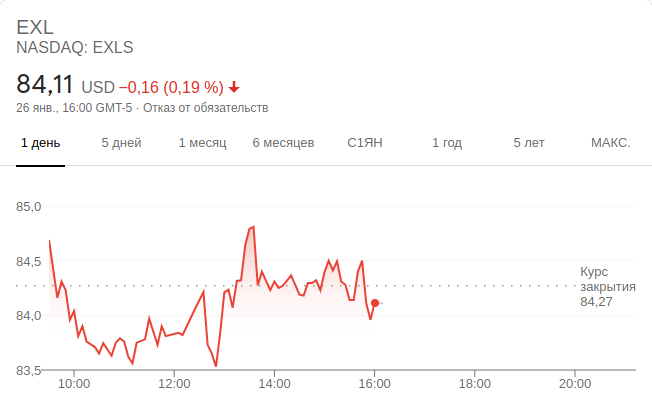 EXL
NASDAQ: EXLS
84,11 USD −0,16 (0,19 %)
26 янв., 16:00 GMT-5 · Отказ от обязательств
1 день 5 дней 1 месяц 6 месяцев С1ЯН 1 год 5 лет МАКС.
85,0
84,5
Курс
закрытия
84,27
84,0
83,5
10:00 12:00 14:00 16:00 18:00 20:00